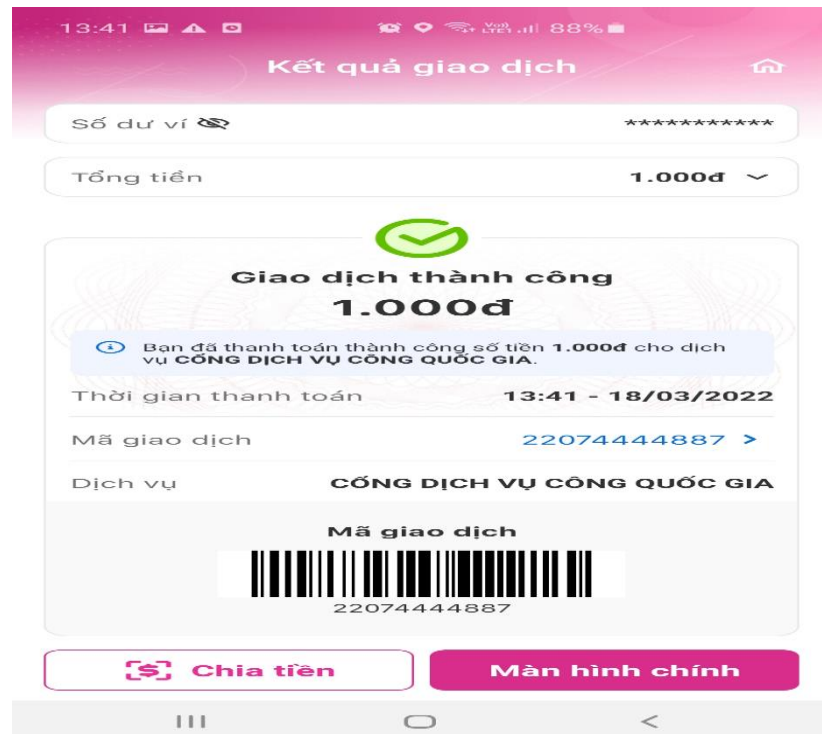 13:41 88%
Kết quả giao dịch
Số dư ví ***********
Tổng tiền 1.000đ
Giao dịch thành công
1.000đ
Bạn đã thanh toán thành công số tiền 1.000đ cho dịch
vụ CỔNG DỊCH VỤ CÔNG QUỐC GIA.
Thời gian thanh toán 13:41 - 18/03/2022
Mã giao dịch 22074444887 >
Dịch vụ CỔNG DỊCH VỤ CÔNG QUỐC GIA
Mã giao dịch
22074444887
Chia tiền Màn hình chính